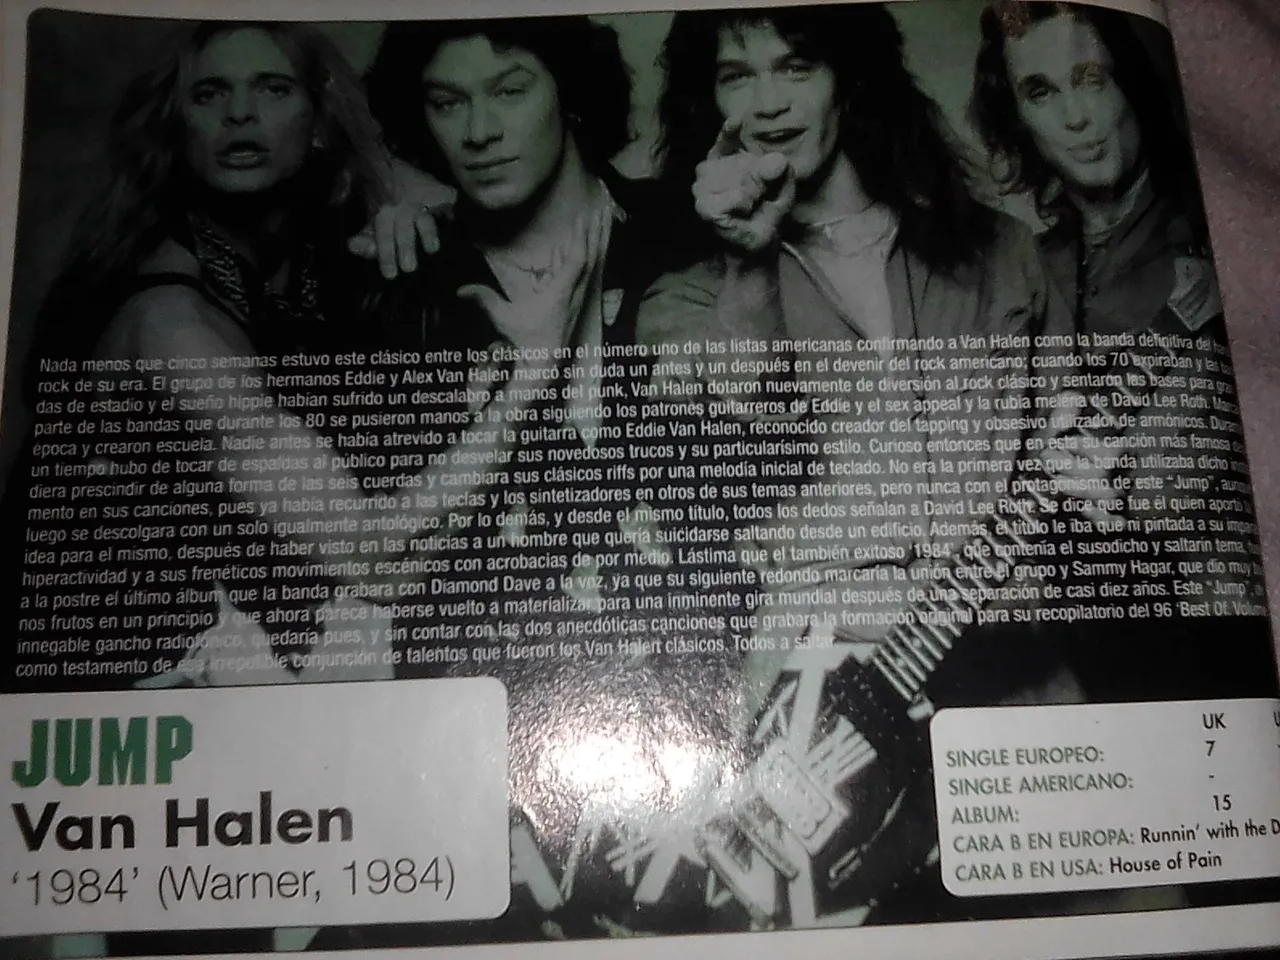 Nada menos que cinco semanas estuvo este clásico entre los clásicos en el número uno de las listas americanas confirmando a Van Halen como la banda definitiva del
rock de su era. El grupo de los hermanos Eddie y Alex Van Halen marcó sin duda un antes y un después en el devenir del rock americano; cuando los 70 expiraban y las
das de estadio y el sueño hippie habían sufrido un descalabro a manos del punk, Van Halen dotaron nuevamente de diversión al rock clásico y sentaron las bases para
parte de las bandas que durante los 80 se pusieron manos a la obra siguiendo los patrones guitarreros de Eddie y el sex appeal y la rubia melena de David Lee Roth.
época y crearon escuela. Nadie antes se había atrevido a tocar la guitarra como Eddie Van Halen, reconocido creador del tapping y obsesivo utilizador de armónicos.
un tiempo hubo de tocar de espaldas al público para no desvelar sus novedosos trucos y su particularísimo estilo. Curioso entonces que en esta su canción más famosa
diera prescindir de alguna forma de las seis cuerdas y cambiara sus clásicos riffs por una melodía inicial de teclado. No era la primera vez que la banda utilizaba dicho
mento en sus canciones, pues ya había recurrido a las teclas y los sintetizadores en otros de sus temas anteriores, pero nunca con el protagonismo de este "Jump",
luego se descolgara con un solo igualmente antológico. Por lo demás, y desde el mismo título, todos los dedos señalan a David Lee Roth. Se dice que fue él quien aportó
idea para el mismo, después de haber visto en las noticias a un hombre que quería suicidarse saltando desde un edificio. Además, el título le iba que ni pintada a su
hiperactividad y a sus frenéticos movimientos escénicos con acrobacias de por medio. Lástima que el también exitoso '1984', que contenía el susodicho y saltarín tema,
a la postre el último álbum que la banda grabara con Diamond Dave a la voz, ya que su siguiente redondo marcaría la unión entre el grupo y Sammy Hagar, que dio muy
nos frutos en un principio y que ahora parece haberse vuelto a materializar para una inminente gira mundial después de una separación de casi diez años. Este "Jump",
innegable gancho radiofónico, quedaría pues, y sin contar con las dos anecdóticas canciones que grabara la formación original para su recopilatorio del 96 'Best Of.
como testamento de esa irrepetible conjunción de talentos que fueron los Van Halen clásicos. Todos a saltar.
JUMP
Van Halen
'1984' (Warner, 1984)
UK
SINGLE EUROPEO: 7
SINGLE AMERICANO: -
ALBUM: 15
CARA B EN EUROPA: Runnin' with the
CARA B EN USA: House of Pain